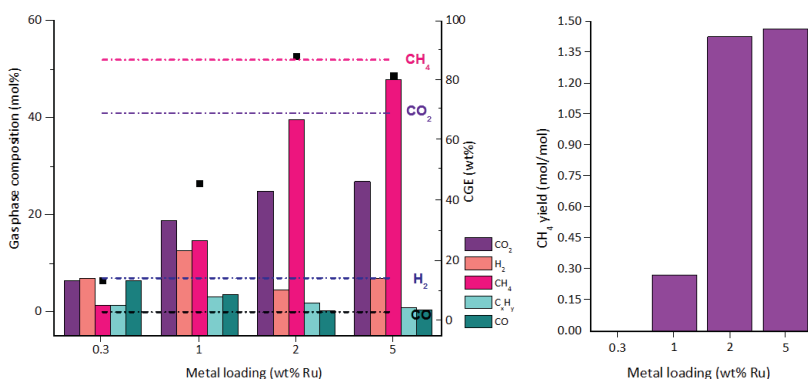 60
40
20
0
Gas phase composition (mol%)
0.3
1
2
5
Metal loading (wt% Ru)
100
80
60
40
20
0
CGE (wt%)
CH4
CO2
H2
CO
CO2
H2
CH4
CxHy
CO
1.50
1.35
1.20
1.05
0.90
0.75
0.60
0.45
0.30
0.15
0.00
CH4 yield (mol/mol)
0.3
1
2
5
Metal loading (wt% Ru)